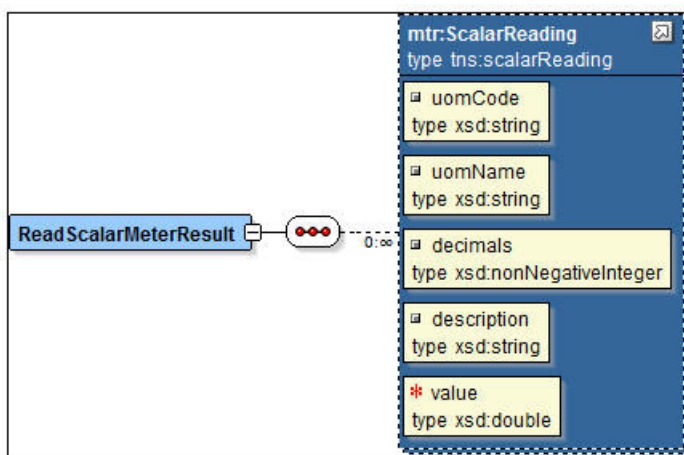 mtr:ScalarReading
type tns:scalarReading
uomCode
type xsd:string
uomName
type xsd:string
ReadScalarMeterResult
0:∞
decimals
type xsd:nonNegativeInteger
description
type xsd:string
* value
type xsd:double